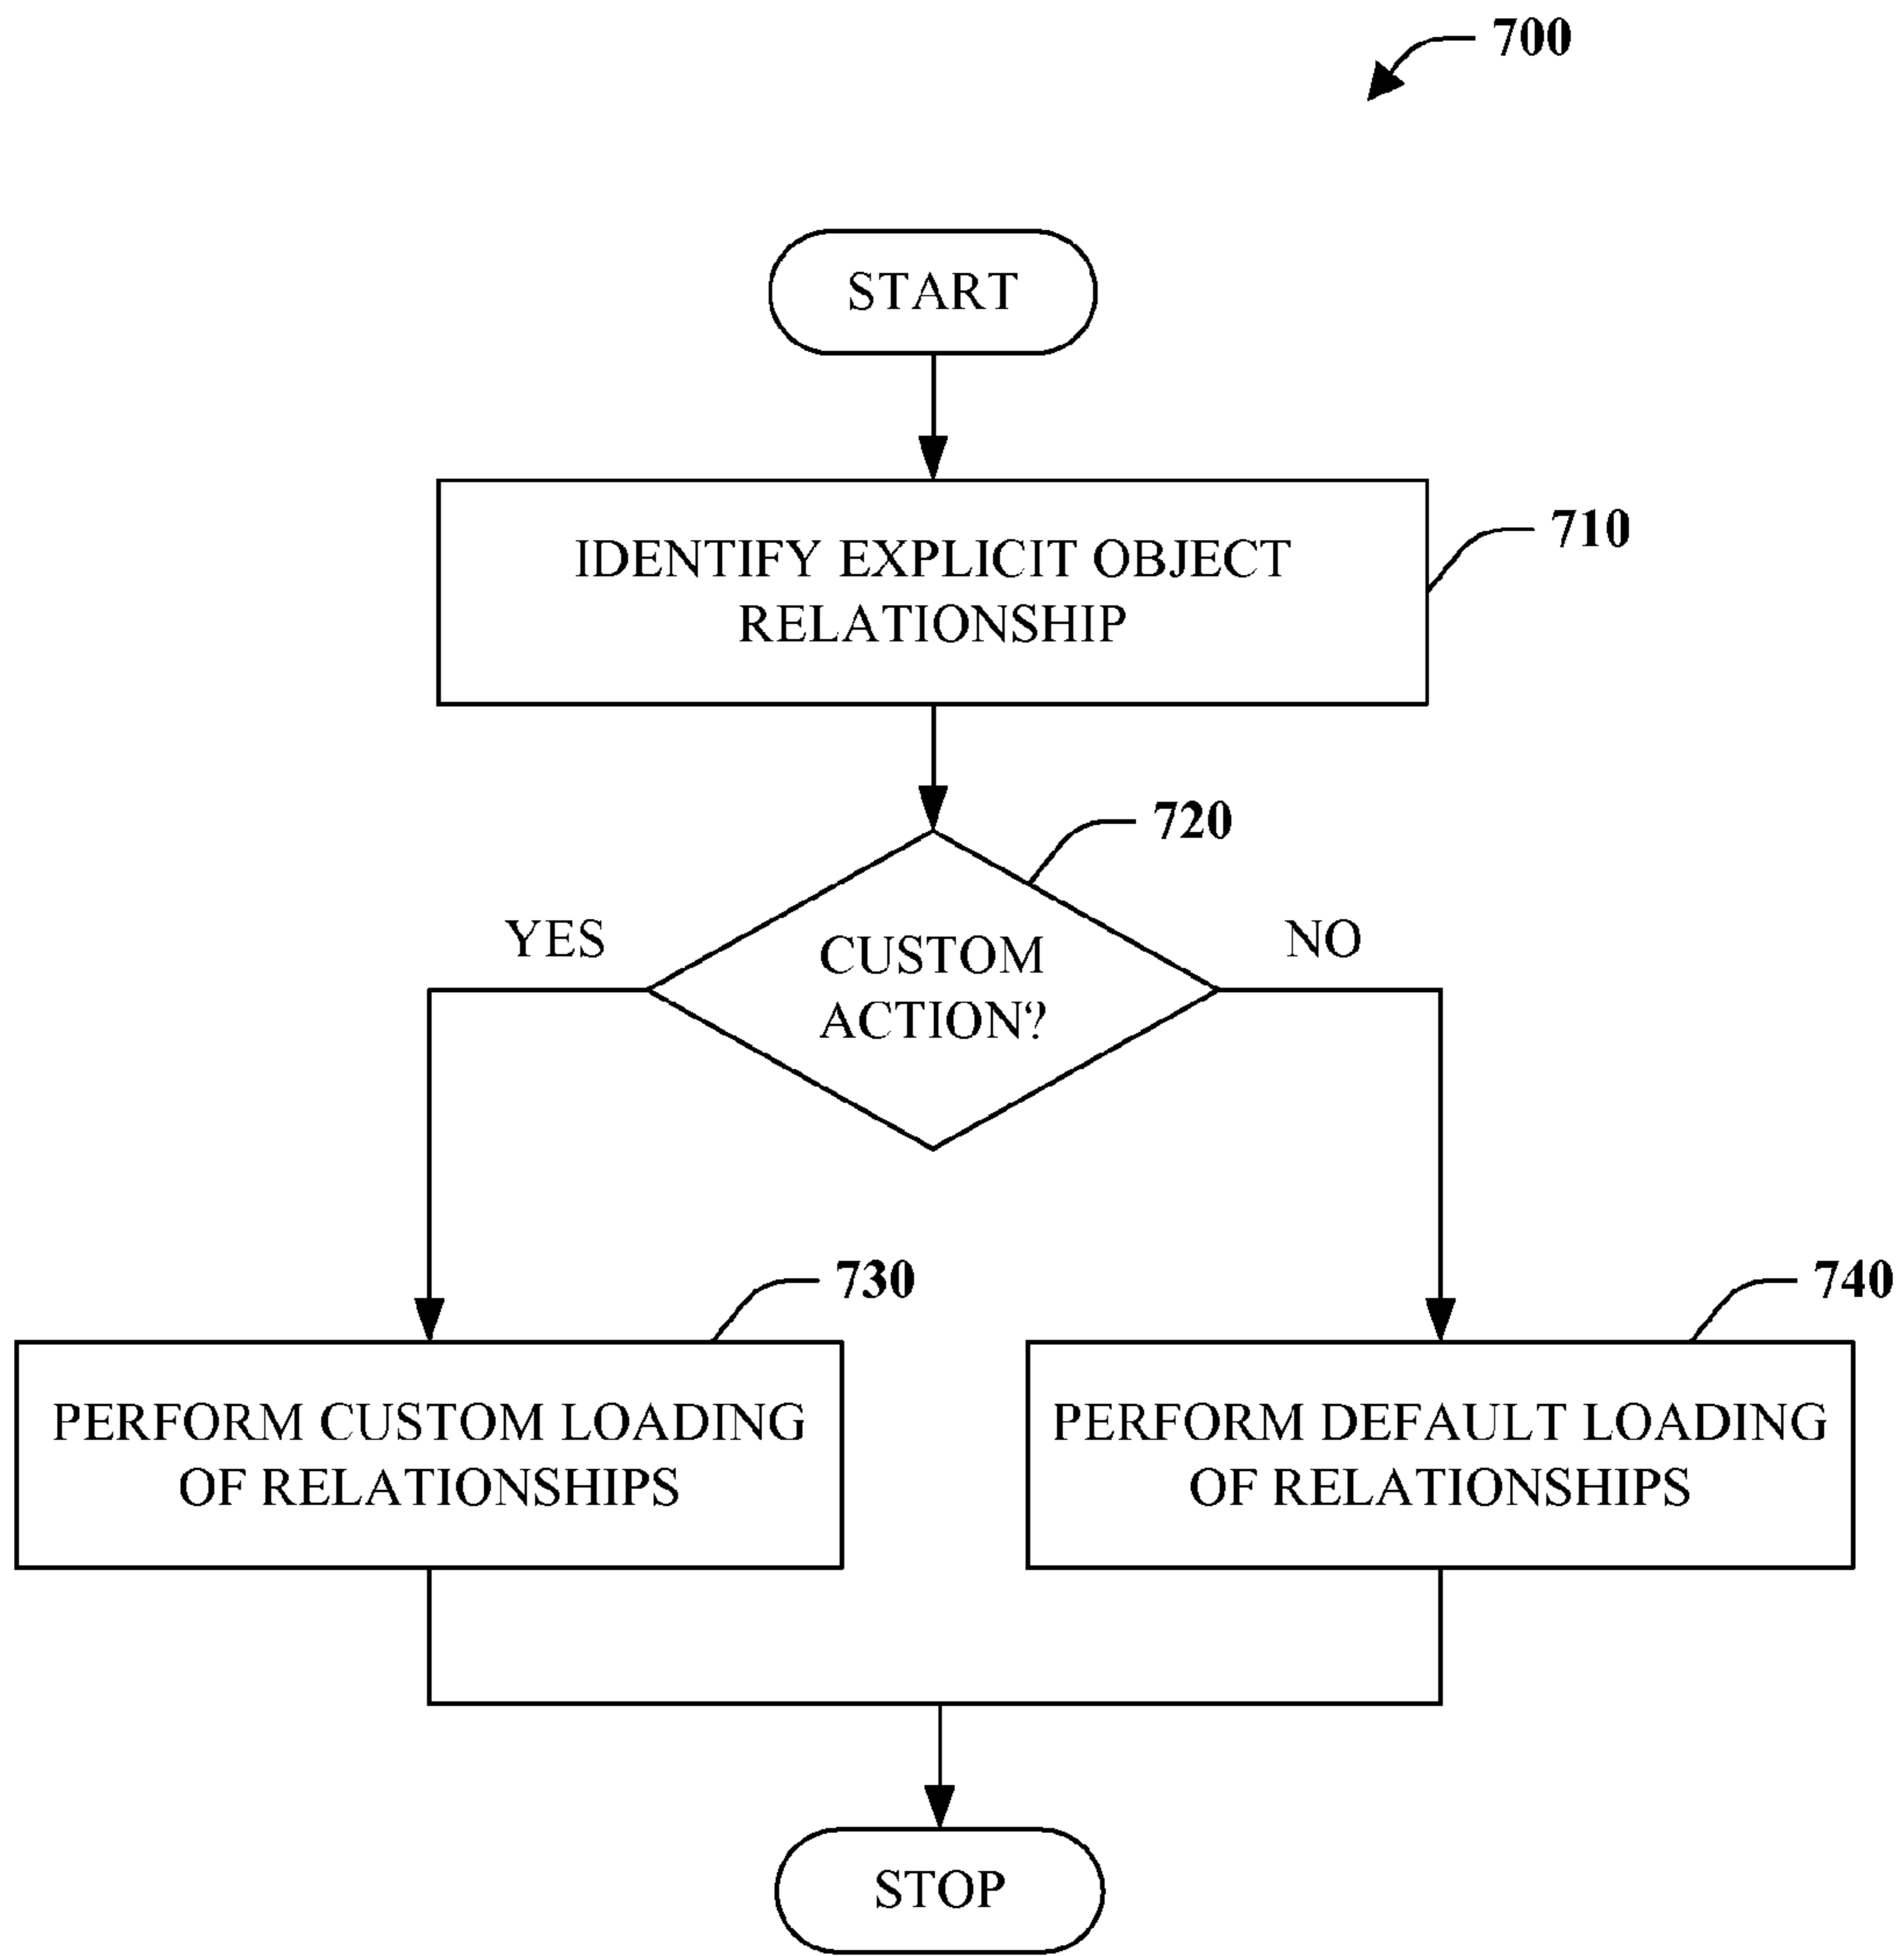 700
START
IDENTIFY EXPLICIT OBJECT
RELATIONSHIP
710
720
YES
CUSTOM
ACTION?
NO
730
740
PERFORM CUSTOM LOADING
OF RELATIONSHIPS
PERFORM DEFAULT LOADING
OF RELATIONSHIPS
STOP